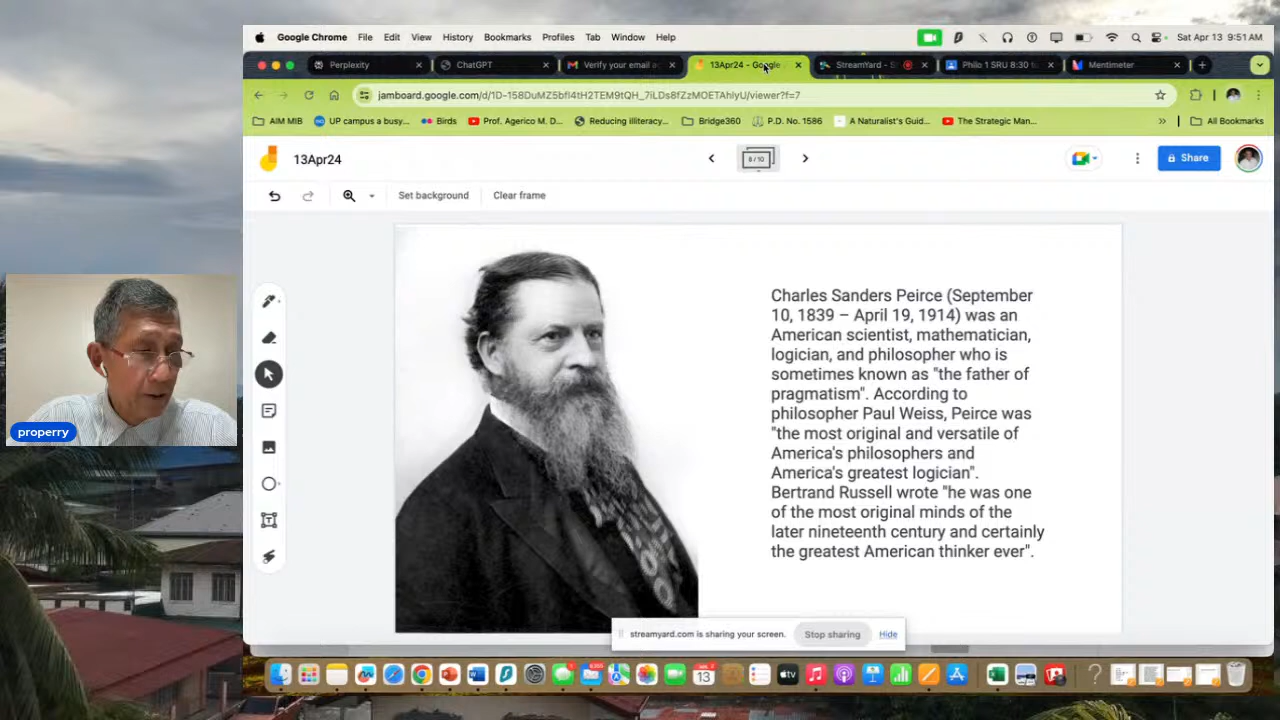 Google Chrome File Edit View History Bookmarks Profiles Tab Window Help Sat Apr 13 9:51 AM
Perplexity ChatGPT Verify your email 13Apr24 - Google StreamYard - S Philo 1 SRU 8:30 Mentimeter
jamboard.google.com/d/1D-158DuMZ5bfl4tH2TEM9tQH_7iLDs8fZzMOETAhlyU/viewer?f=7
AIM MIB UP campus a busy... Birds Prof. Agerico M. D... Reducing illiteracy... Bridge360 P.D. No. 1586 A Naturalist's Guid... The Strategic Man... » All Bookmarks
13Apr24 8/10 Share
Set background Clear frame
Charles Sanders Peirce (September
10, 1839 – April 19, 1914) was an
American scientist, mathematician,
logician, and philosopher who is
sometimes known as "the father of
pragmatism". According to
philosopher Paul Weiss, Peirce was
"the most original and versatile of
America's philosophers and
America's greatest logician".
Bertrand Russell wrote "he was one
of the most original minds of the
later nineteenth century and certainly
the greatest American thinker ever".
properry
streamyard.com is sharing your screen. Stop sharing Hide
13